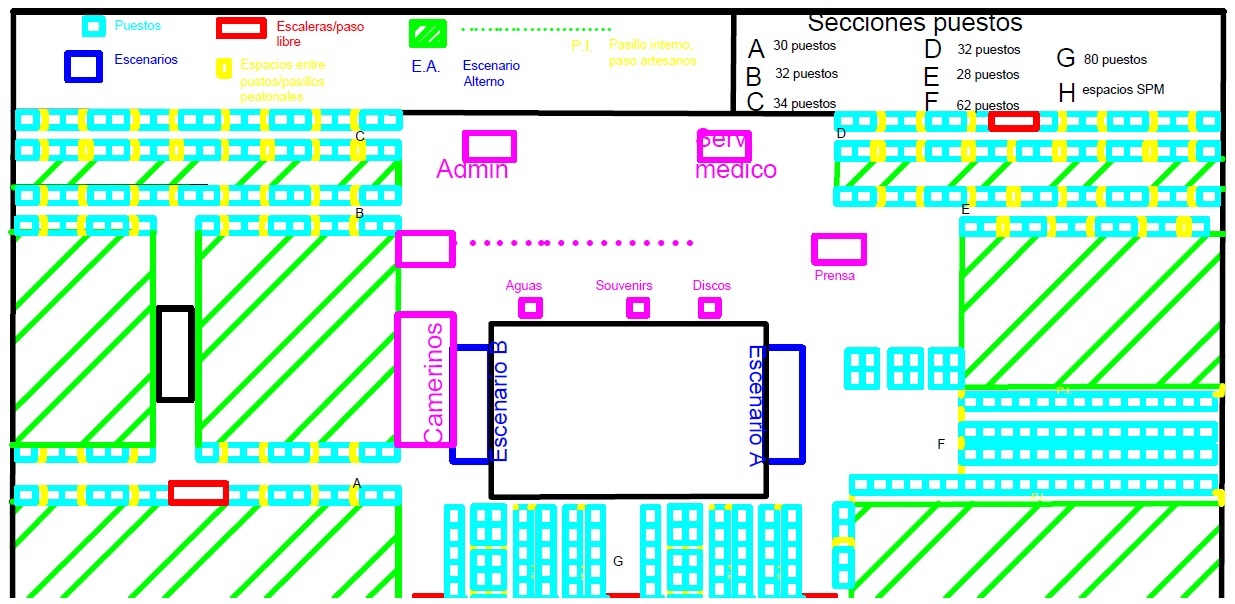 Secciones puestos
Puestos
Escaleras/paso
libre
Escenarios
Espacios entre
pustos/pasillos
peatonales
P.I.
Pasillo interno,
paso artesanos
E.A.
Escenario
Alterno
A 30 puestos
B 32 puestos
C 34 puestos
D 32 puestos
E 28 puestos
F 62 puestos
G 80 puestos
H espacios SPM
C
D
Admin
Serv
medico
B
E
Prensa
Aguas
Souvenirs
Discos
Camerinos
Escenario B
Escenario A
P.I.
F
A
P.I.
G